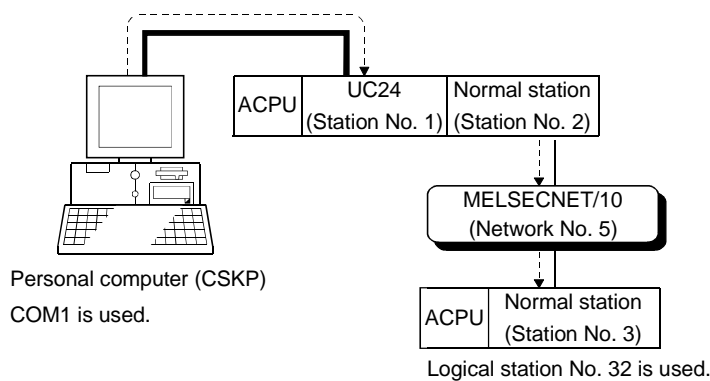 ACPU
UC24
(Station No. 1)
Normal station
(Station No. 2)
MELSECNET/10
(Network No. 5)
Personal computer (CSKP)
COM1 is used.
ACPU
Normal station
(Station No. 3)
Logical station No. 32 is used.